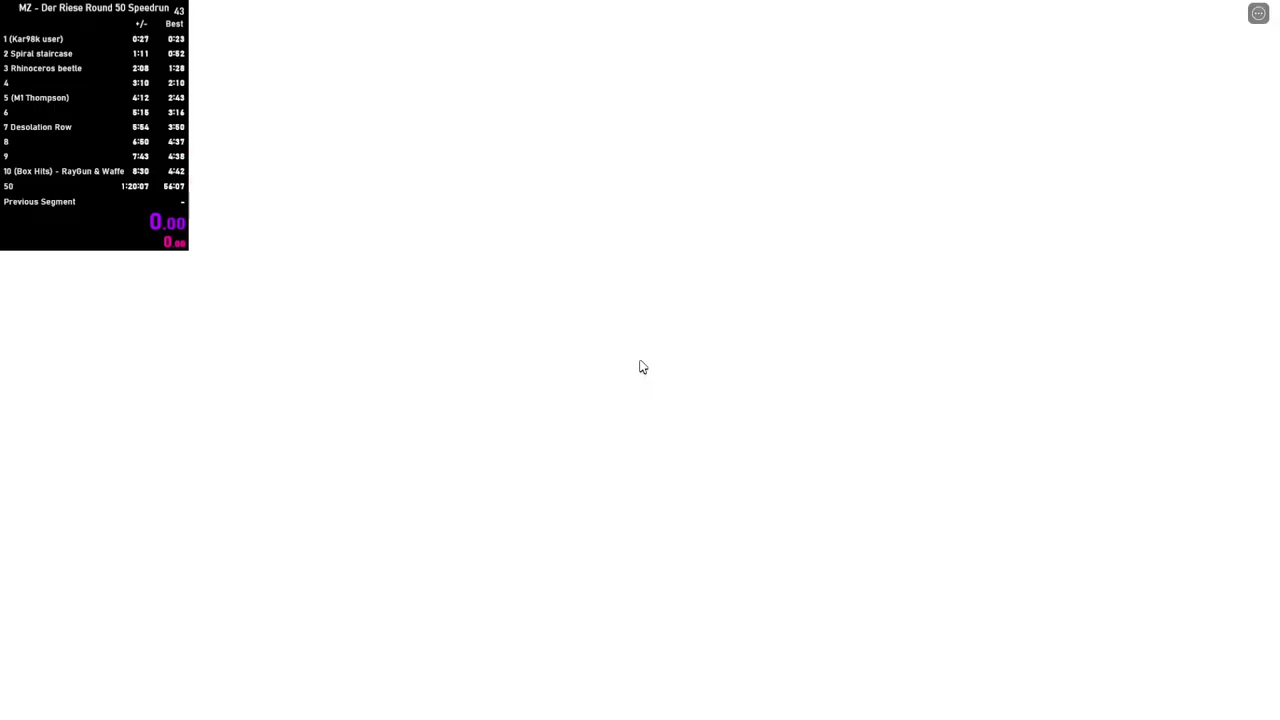 MZ - Der Riese Round 50 Speedrun 43
+/- Best
1 (Kar98k user) 0:27 0:23
2 Spiral staircase 1:11 0:52
3 Rhinoceros beetle 2:08 1:28
4 3:10 2:10
5 (M1 Thompson) 4:12 2:43
6 5:15 3:16
7 Desolation Row 5:54 3:50
8 6:50 4:37
9 7:43 4:38
10 (Box Hits) - RayGun & Waffe 8:30 4:42
50 1:20:07 56:07
Previous Segment -
0.00
0.00